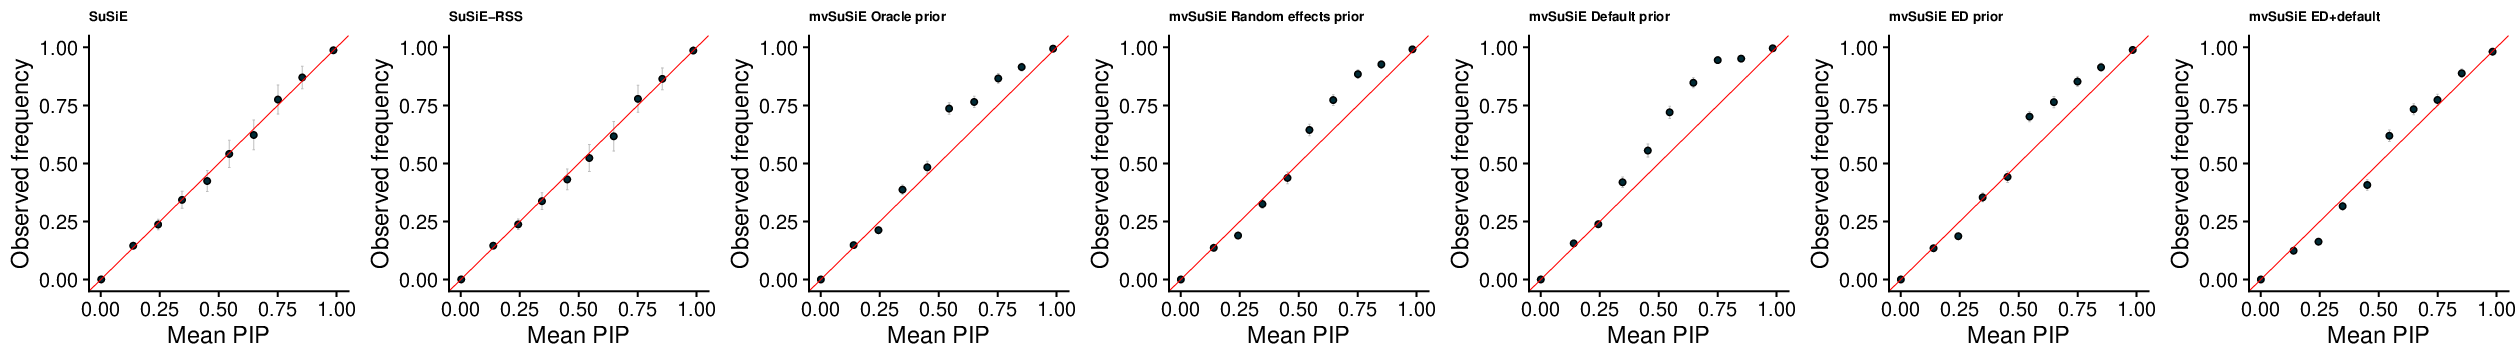 SuSiE
Observed frequency
1.00
0.75
0.50
0.25
0.00
0.00 0.25 0.50 0.75 1.00
Mean PIP
SuSiE−RSS
Observed frequency
1.00
0.75
0.50
0.25
0.00
0.00 0.25 0.50 0.75 1.00
Mean PIP
mvSuSiE Oracle prior
Observed frequency
1.00
0.75
0.50
0.25
0.00
0.00 0.25 0.50 0.75 1.00
Mean PIP
mvSuSiE Random effects prior
Observed frequency
1.00
0.75
0.50
0.25
0.00
0.00 0.25 0.50 0.75 1.00
Mean PIP
mvSuSiE Default prior
Observed frequency
1.00
0.75
0.50
0.25
0.00
0.00 0.25 0.50 0.75 1.00
Mean PIP
mvSuSiE ED prior
Observed frequency
1.00
0.75
0.50
0.25
0.00
0.00 0.25 0.50 0.75 1.00
Mean PIP
mvSuSiE ED+default
Observed frequency
1.00
0.75
0.50
0.25
0.00
0.00 0.25 0.50 0.75 1.00
Mean PIP